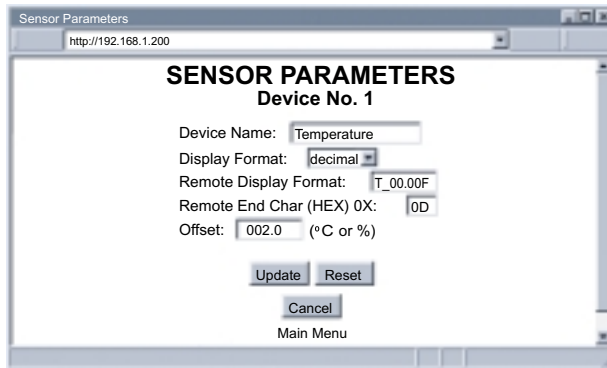 Sensor Parameters
http://192.168.1.200
SENSOR PARAMETERS
Device No. 1
Device Name: Temperature
Display Format: decimal
Remote Display Format: T_00.00F
Remote End Char (HEX) 0X: 0D
Offset: 002.0 (°C or %)
Update Reset
Cancel
Main Menu